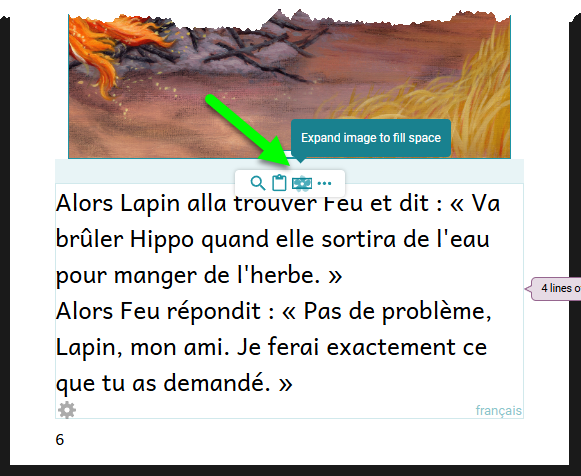 Expand image to fill space
Alors Lapin alla trouver Feu et dit : « Va
brûler Hippo quand elle sortira de l'eau
pour manger de l'herbe. »
4 lines
Alors Feu répondit : « Pas de problème,
Lapin, mon ami. Je ferai exactement ce
que tu as demandé. »
français
6